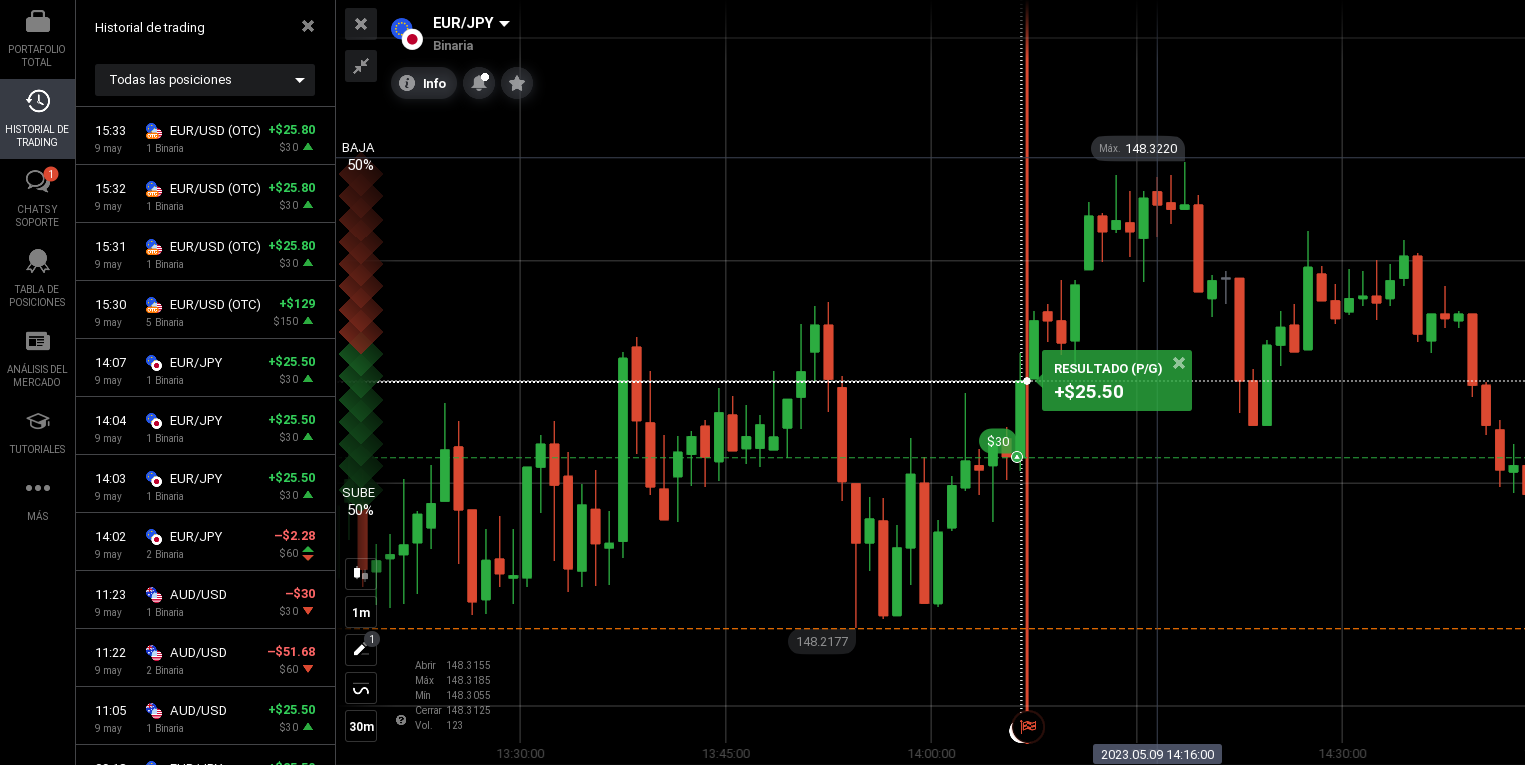 PORTAFOLIO
TOTAL
HISTORIAL DE
TRADING
1
CHATS Y
SOPORTE
TABLA DE
POSICIONES
ANÁLISIS DEL
MERCADO
TUTORIALES
MÁS
Historial de trading
Todas las posiciones
15:33 EUR/USD (OTC) +$25.80
9 may 1 Binaria $30
15:32 EUR/USD (OTC) +$25.80
9 may 1 Binaria $30
15:31 EUR/USD (OTC) +$25.80
9 may 1 Binaria $30
15:30 EUR/USD (OTC) +$129
9 may 5 Binaria $150
14:07 EUR/JPY +$25.50
9 may 1 Binaria $30
14:04 EUR/JPY +$25.50
9 may 1 Binaria $30
14:03 EUR/JPY +$25.50
9 may 1 Binaria $30
14:02 EUR/JPY –$2.28
9 may 2 Binaria $60
11:23 AUD/USD –$30
9 may 1 Binaria $30
11:22 AUD/USD –$51.68
9 may 2 Binaria $60
11:05 AUD/USD +$25.50
9 may 1 Binaria $30
EUR/JPY
Binaria
Info
BAJA
50%
SUBE
50%
1m
1
30m
Máx. 148.3220
RESULTADO (P/G)
+$25.50
$30
148.2177
Abrir 148.3155
Máx 148.3185
Mín 148.3055
Cerrar 148.3125
Vol. 123
13:30:00
13:45:00
14:00:00
2023.05.09 14:16:00
14:30:00